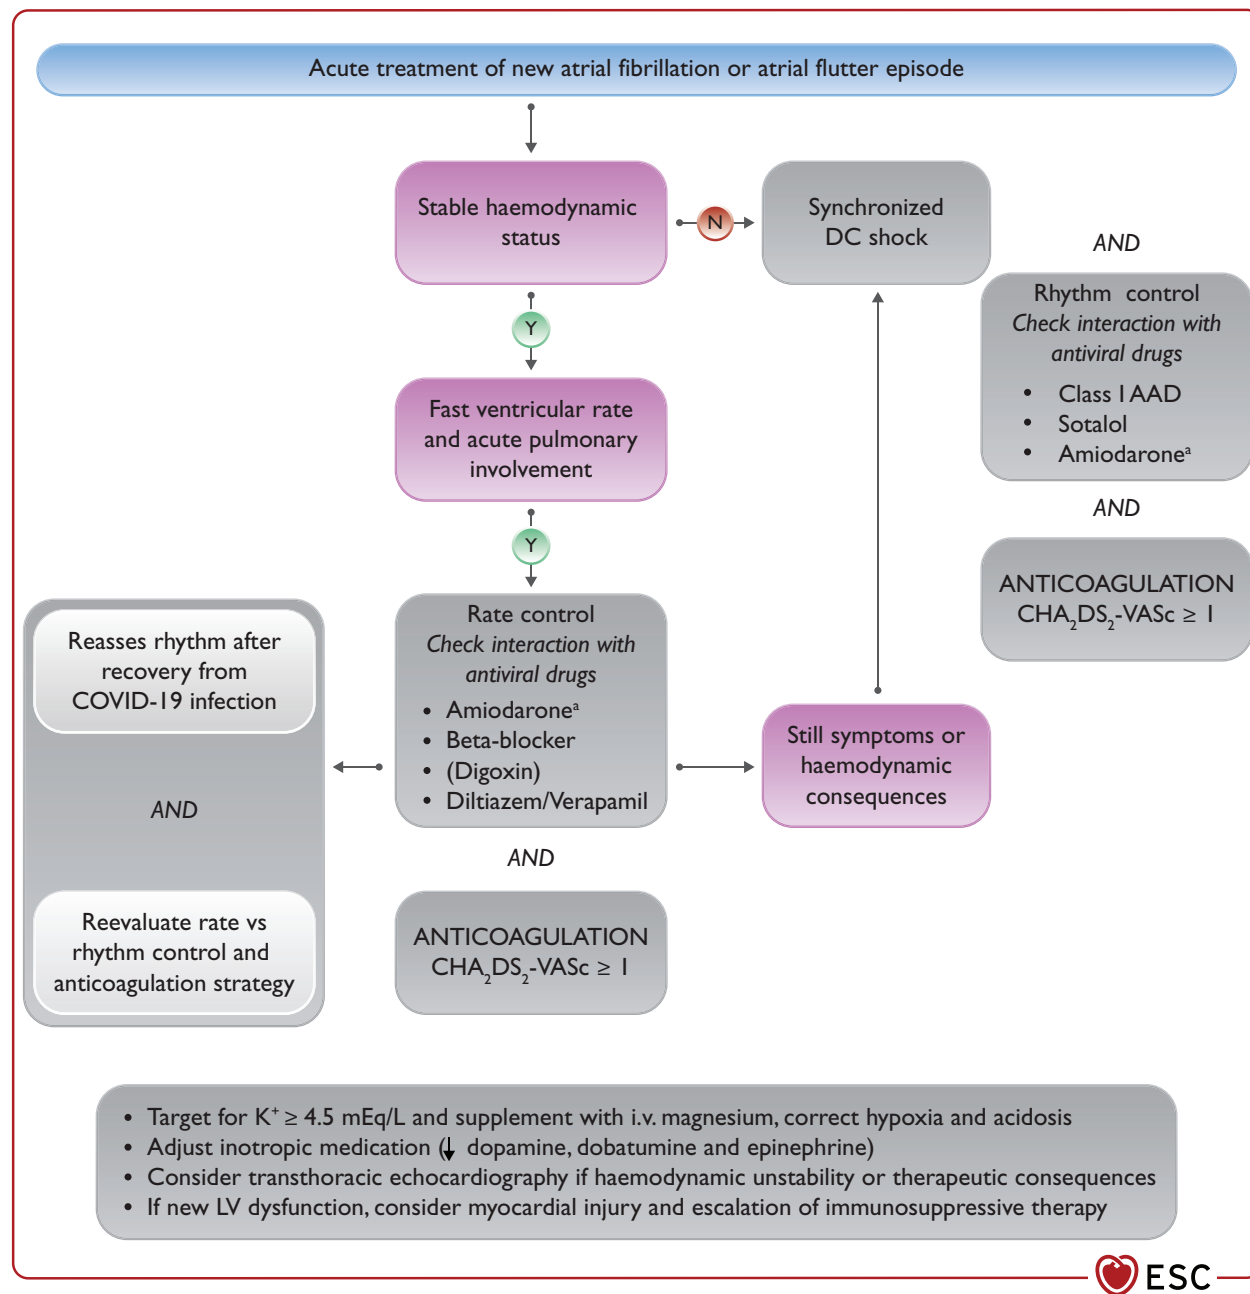 Acute treatment of new atrial fibrillation or atrial flutter episode
Stable haemodynamic
status
N
Synchronized
DC shock
AND
Rhythm control
Check interaction with
antiviral drugs
• Class I AAD
• Sotalol
• Amiodaroneᵃ
AND
ANTICOAGULATION
CHA₂DS₂-VASc ≥ 1
Y
Fast ventricular rate
and acute pulmonary
involvement
Y
Rate control
Check interaction with
antiviral drugs
• Amiodaroneᵃ
• Beta-blocker
• (Digoxin)
• Diltiazem/Verapamil
AND
ANTICOAGULATION
CHA₂DS₂-VASc ≥ 1
Still symptoms or
haemodynamic
consequences
Reasses rhythm after
recovery from
COVID-19 infection
AND
Reevaluate rate vs
rhythm control and
anticoagulation strategy
• Target for K⁺ ≥ 4.5 mEq/L and supplement with i.v. magnesium, correct hypoxia and acidosis
• Adjust inotropic medication (↓ dopamine, dobatumine and epinephrine)
• Consider transthoracic echocardiography if haemodynamic unstability or therapeutic consequences
• If new LV dysfunction, consider myocardial injury and escalation of immunosuppressive therapy
ESC